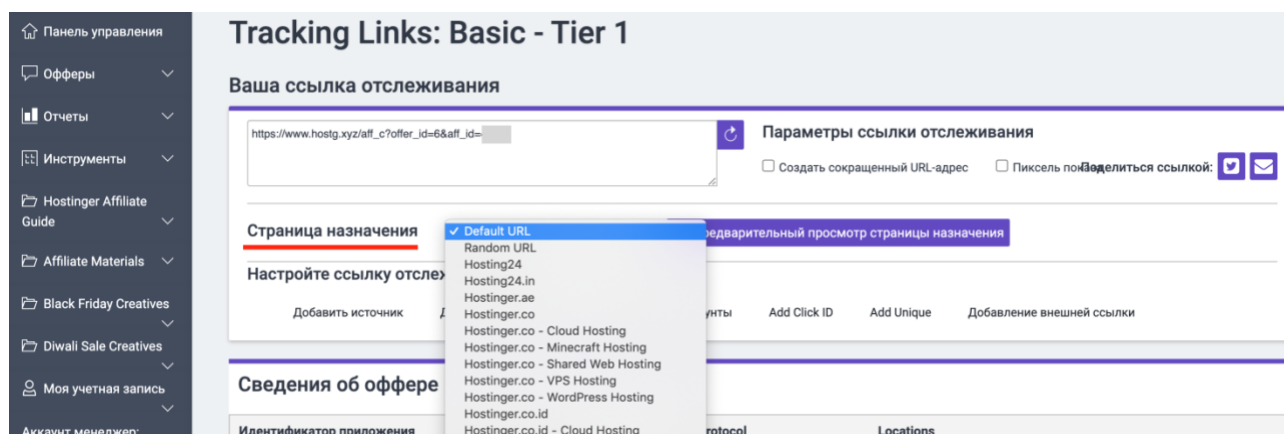 Панель управления
Офферы
Отчеты
Инструменты
Hostinger Affiliate
Guide
Affiliate Materials
Black Friday Creatives
Diwali Sale Creatives
Моя учетная запись
Аккаунт менеджер:
Tracking Links: Basic - Tier 1
Ваша ссылка отслеживания
https://www.hostg.xyz/aff_c?offer_id=6&aff_id=
Параметры ссылки отслеживания
Создать сокращенный URL-адрес
Пиксель
Поделиться ссылкой:
Страница назначения
✓ Default URL
Random URL
Hosting24
Hosting24.in
Hostinger.ae
Hostinger.co
Hostinger.co - Cloud Hosting
Hostinger.co - Minecraft Hosting
Hostinger.co - Shared Web Hosting
Hostinger.co - VPS Hosting
Hostinger.co - WordPress Hosting
Hostinger.co.id
Hostinger.co.id - Cloud Hosting
редварительный просмотр страницы назначения
Настройте ссылку отсле
Добавить источник
унты
Add Click ID
Add Unique
Добавление внешней ссылки
Сведения об оффере
Идентификатор приложения
rotocol
Locations